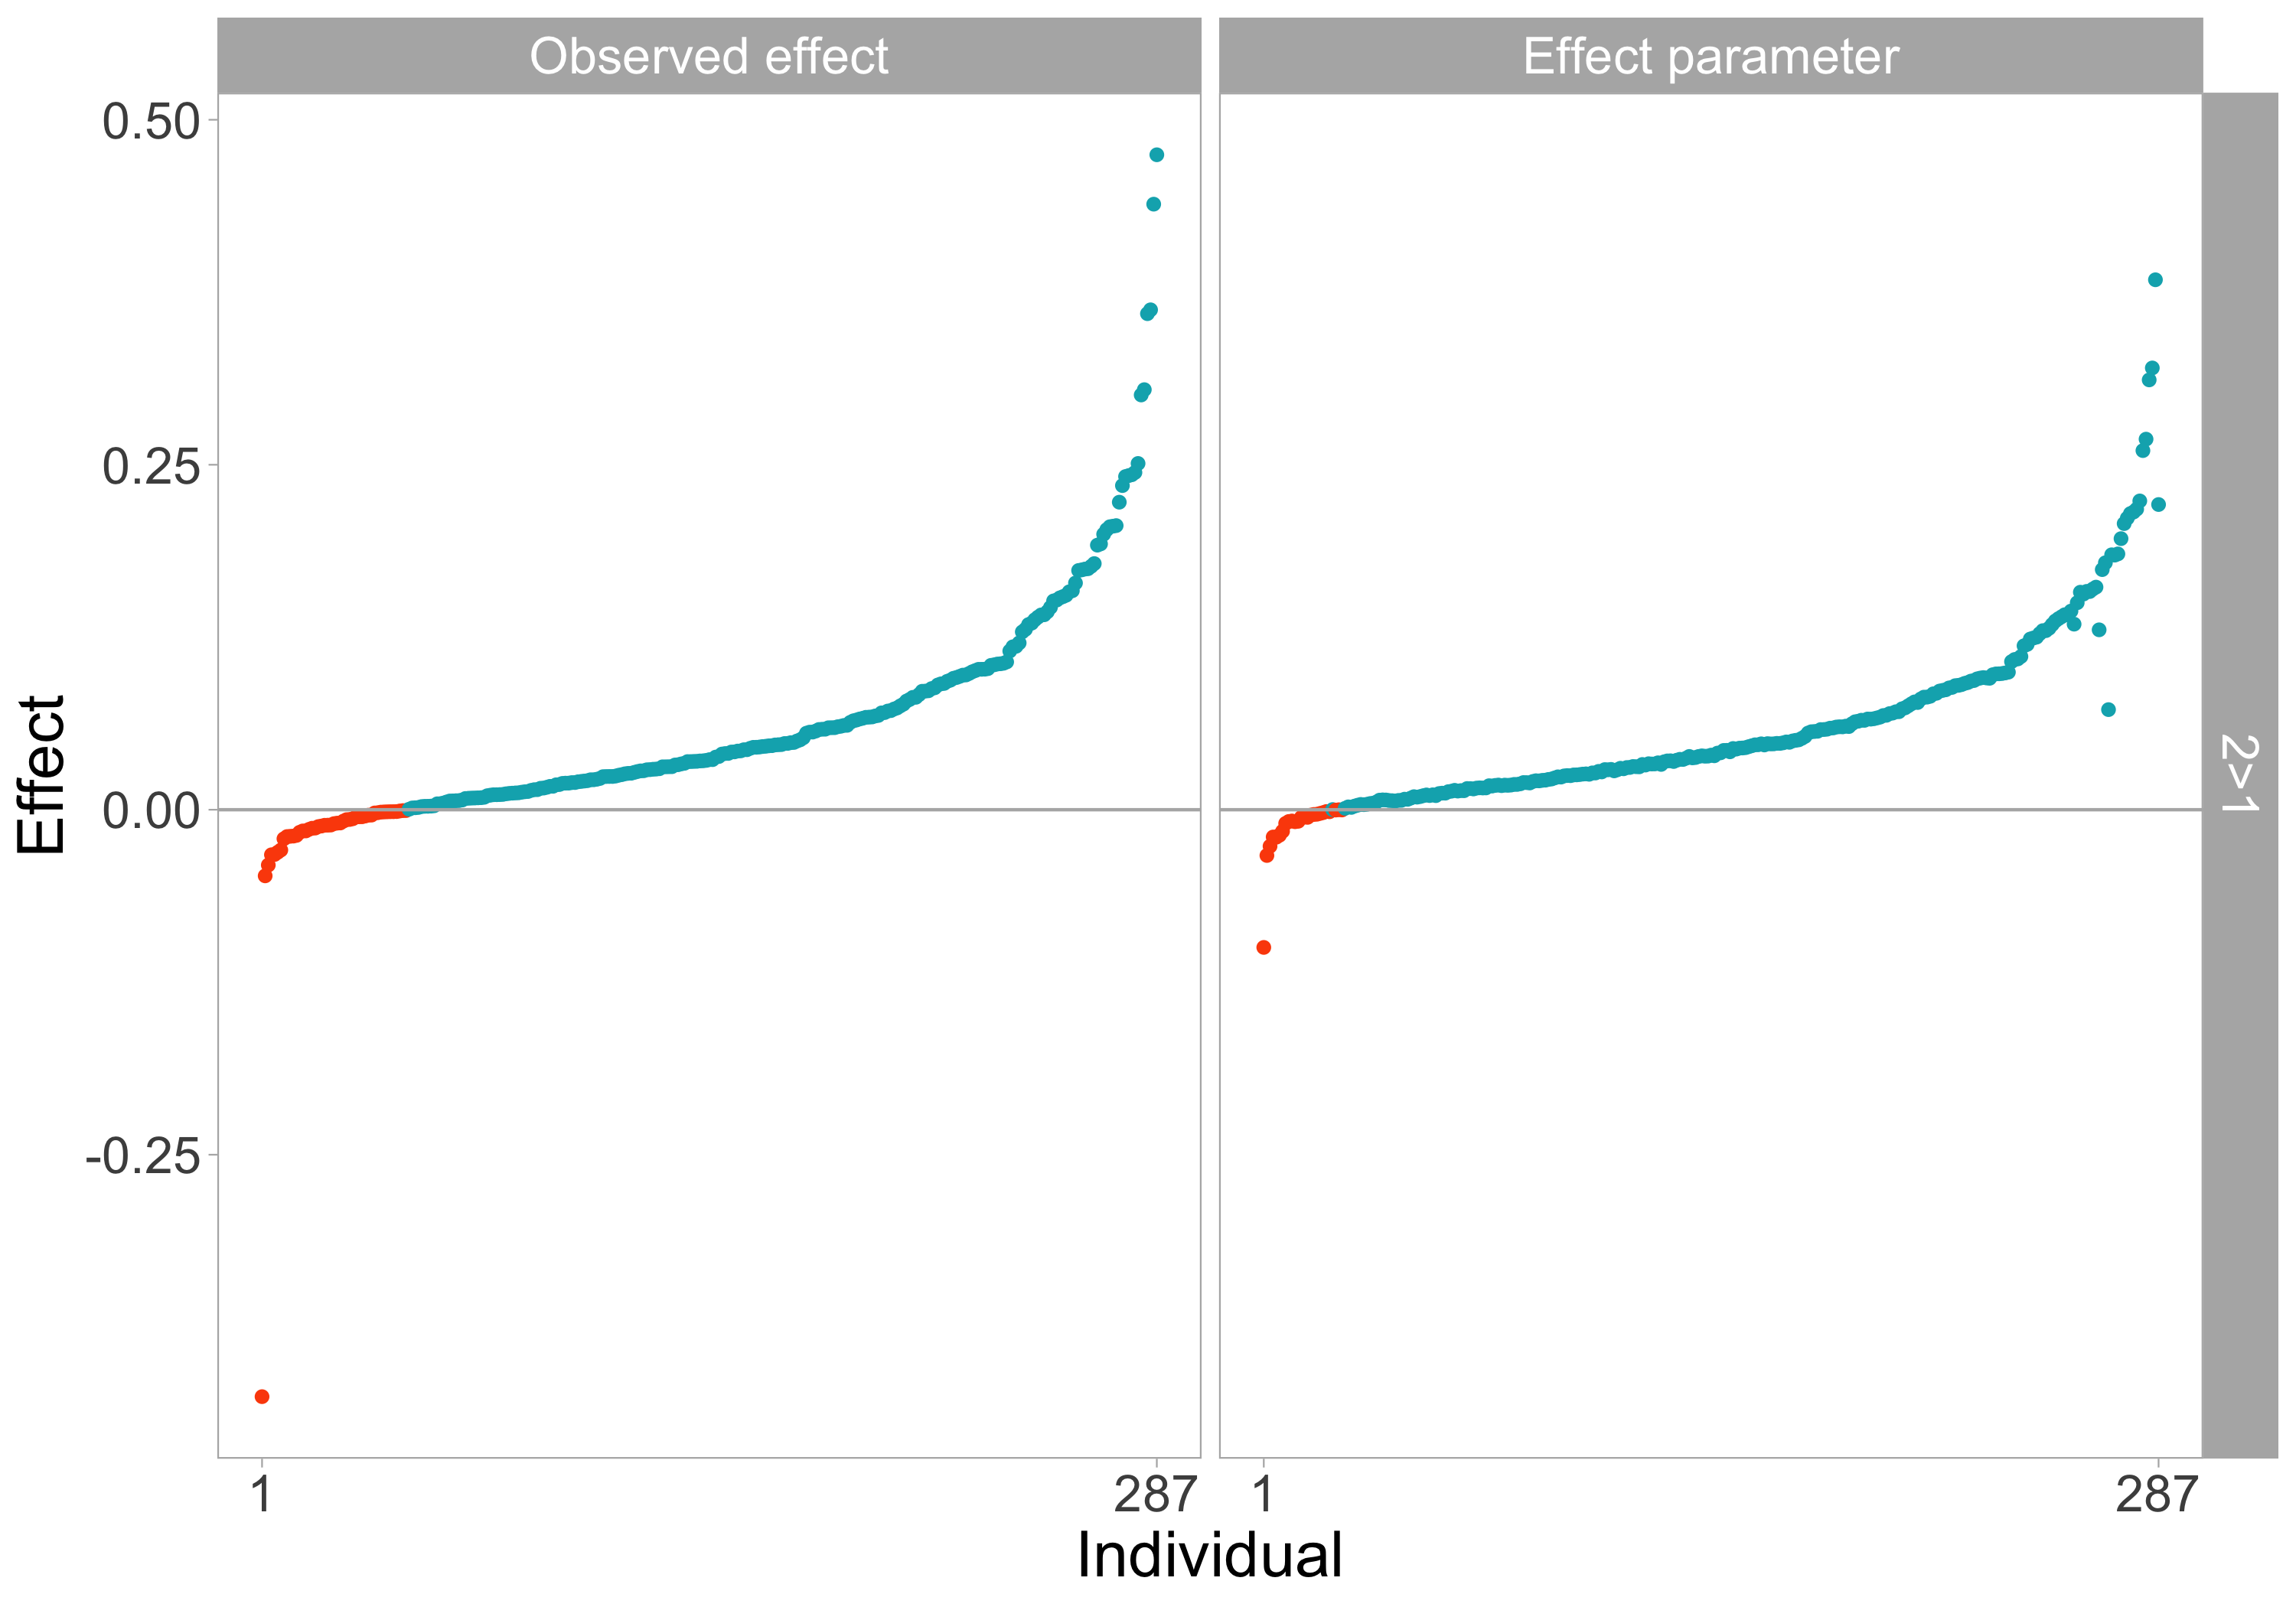 Observed effect
Effect parameter
0.50
0.25
0.00
-0.25
Effect
r<2
1
287
1
287
Individual